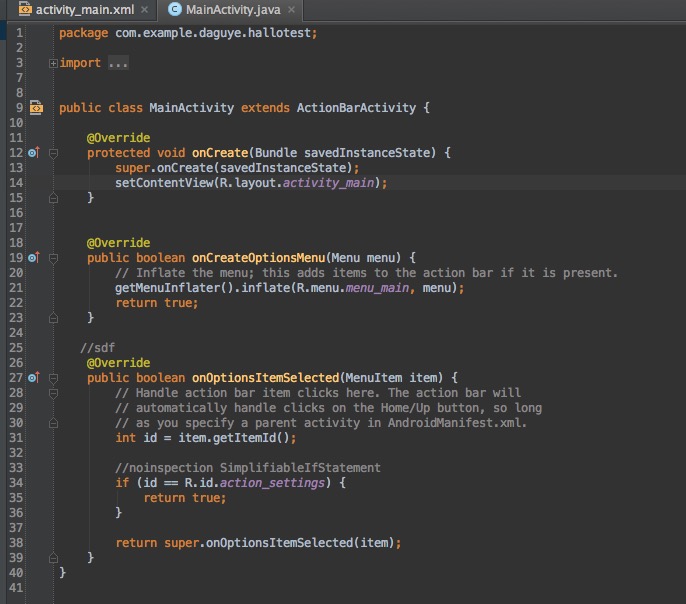 activity_main.xml × MainActivity.java ×
1 package com.example.daguye.hallotest;
2
3 import ...
7
8
9 public class MainActivity extends ActionBarActivity {
10
11     @Override
12     protected void onCreate(Bundle savedInstanceState) {
13         super.onCreate(savedInstanceState);
14         setContentView(R.layout.activity_main);
15     }
16
17
18     @Override
19     public boolean onCreateOptionsMenu(Menu menu) {
20         // Inflate the menu; this adds items to the action bar if it is present.
21         getMenuInflater().inflate(R.menu.menu_main, menu);
22         return true;
23     }
24
25    //sdf
26     @Override
27     public boolean onOptionsItemSelected(MenuItem item) {
28         // Handle action bar item clicks here. The action bar will
29         // automatically handle clicks on the Home/Up button, so long
30         // as you specify a parent activity in AndroidManifest.xml.
31         int id = item.getItemId();
32
33         //noinspection SimplifiableIfStatement
34         if (id == R.id.action_settings) {
35             return true;
36         }
37
38         return super.onOptionsItemSelected(item);
39     }
40 }
41